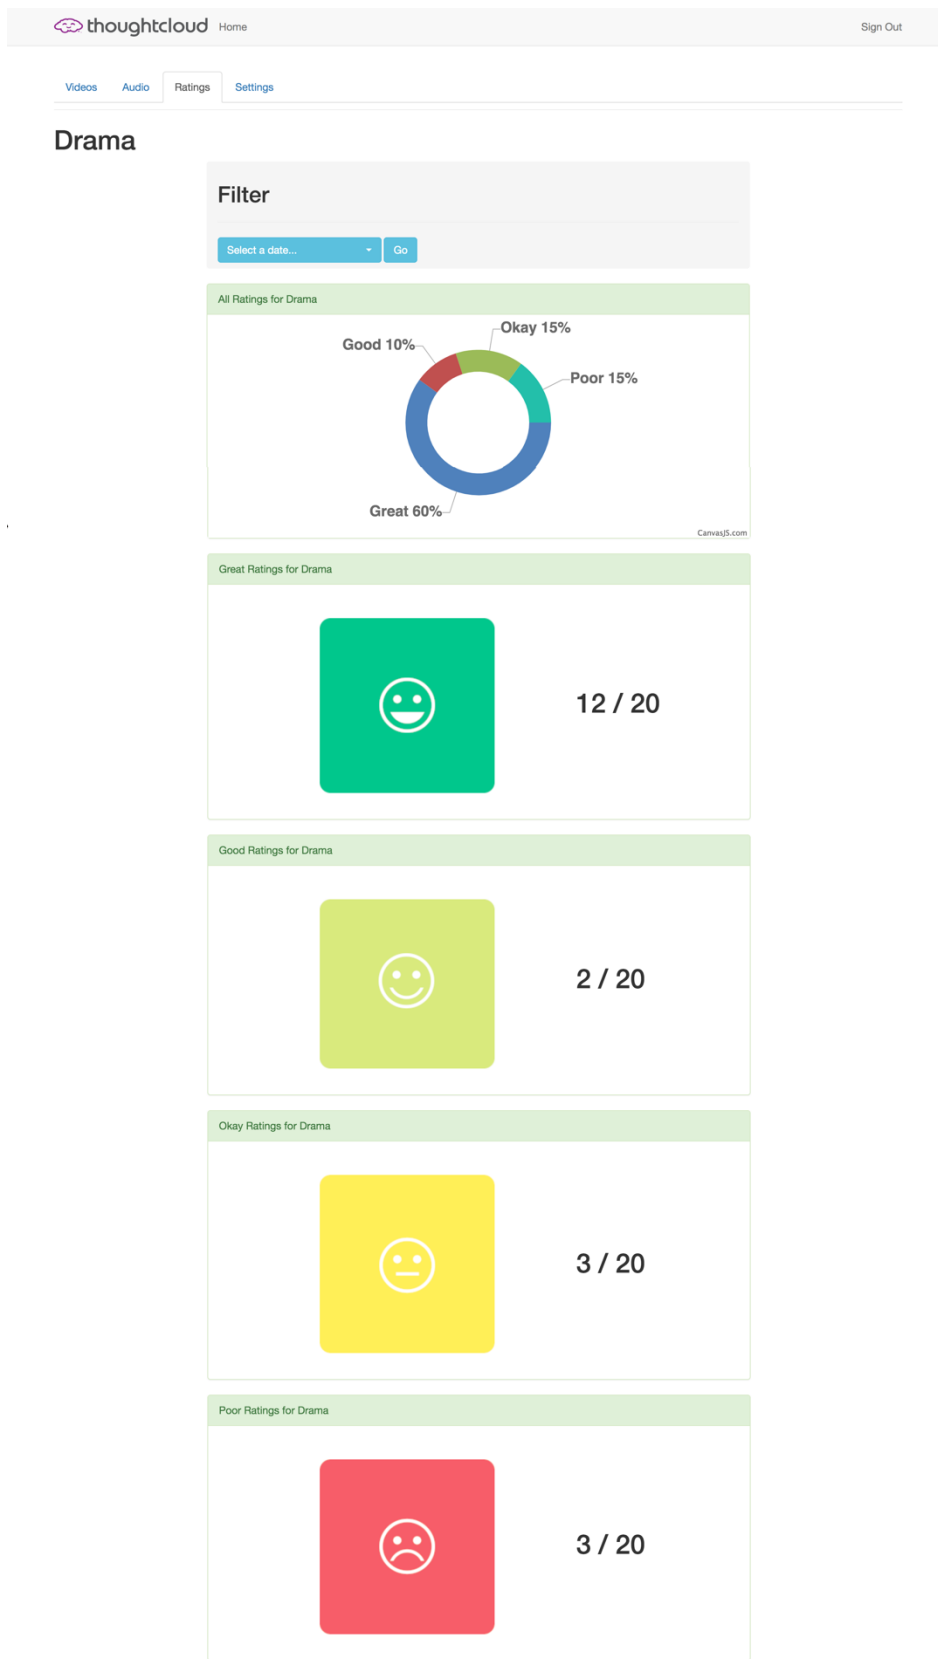 thoughtcloud Home Sign Out
Videos Audio Ratings Settings
Drama
Filter
Select a date... Go
All Ratings for Drama
Okay 15%
Good 10%
Poor 15%
Great 60%
CanvasJS.com
Great Ratings for Drama
12 / 20
Good Ratings for Drama
2 / 20
Okay Ratings for Drama
3 / 20
Poor Ratings for Drama
3 / 20